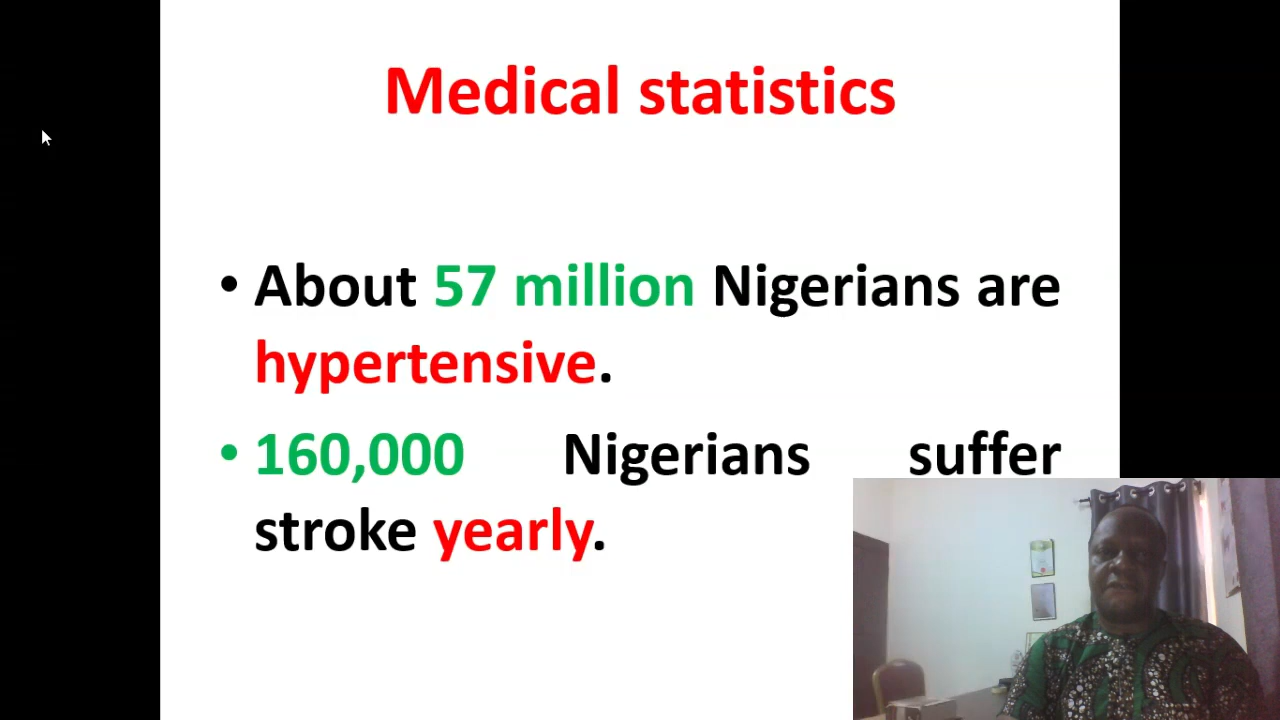 Medical statistics
• About 57 million Nigerians are
hypertensive.
• 160,000 Nigerians suffer
stroke yearly.